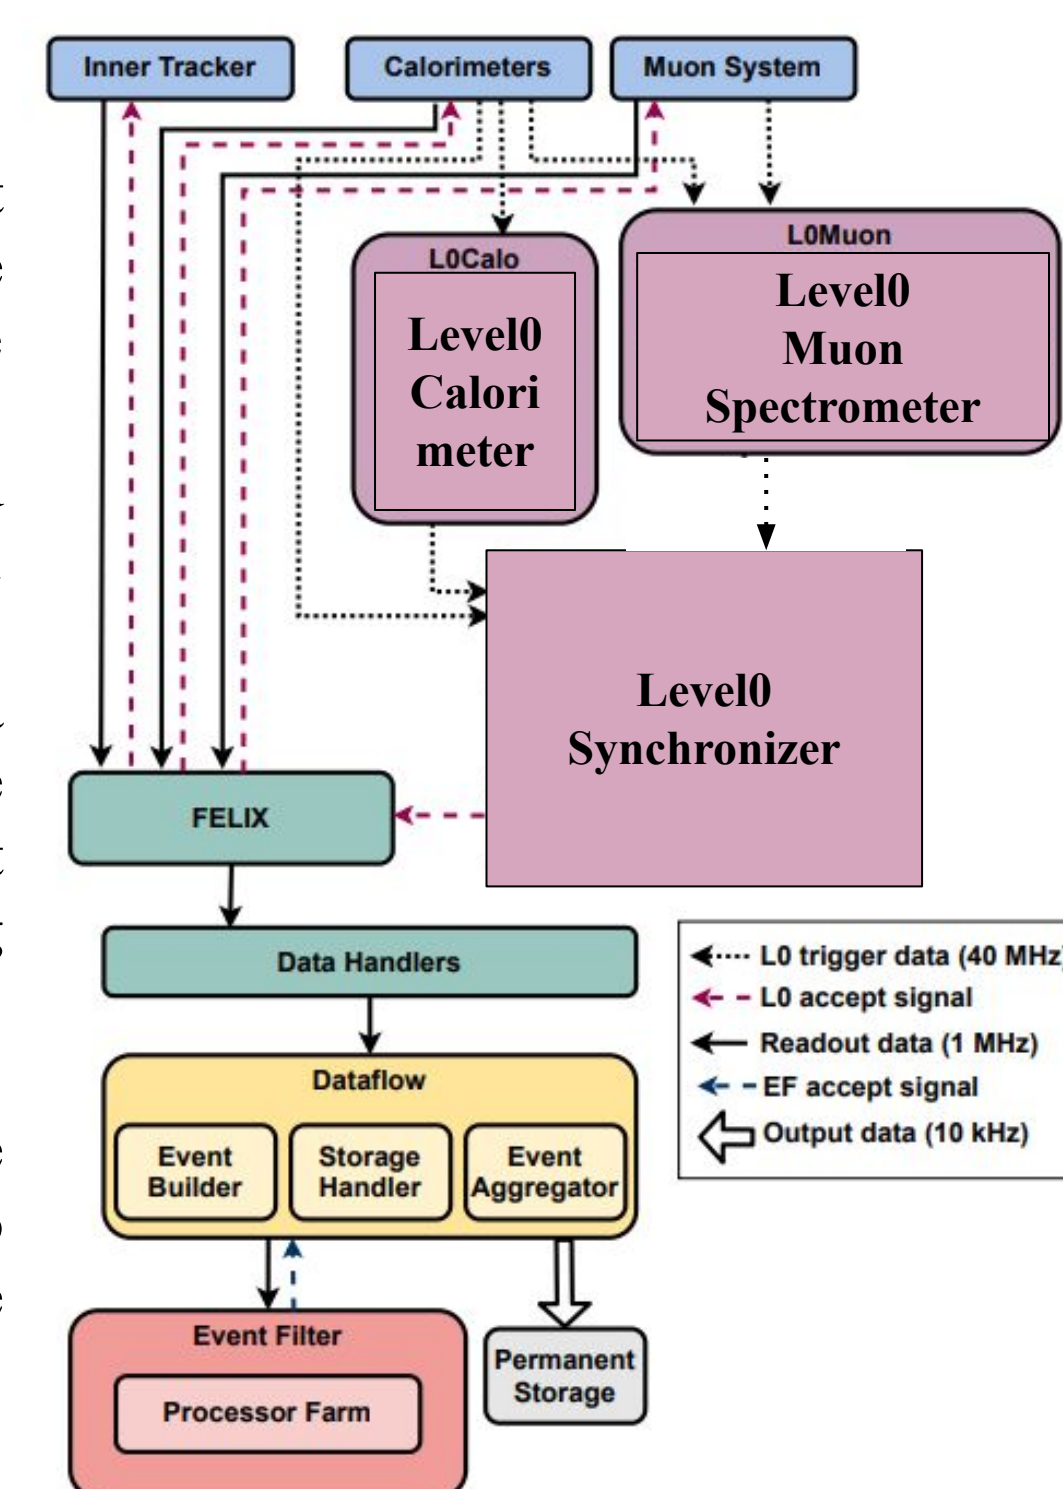 Inner Tracker
Calorimeters
Muon System
L0Calo
Level0
Calori
meter
L0Muon
Level0
Muon
Spectrometer
Level0
Synchronizer
FELIX
Data Handlers
Dataflow
Event
Builder
Storage
Handler
Event
Aggregator
Event Filter
Processor Farm
Permanent
Storage
L0 trigger data (40 MHz)
L0 accept signal
Readout data (1 MHz)
EF accept signal
Output data (10 kHz)